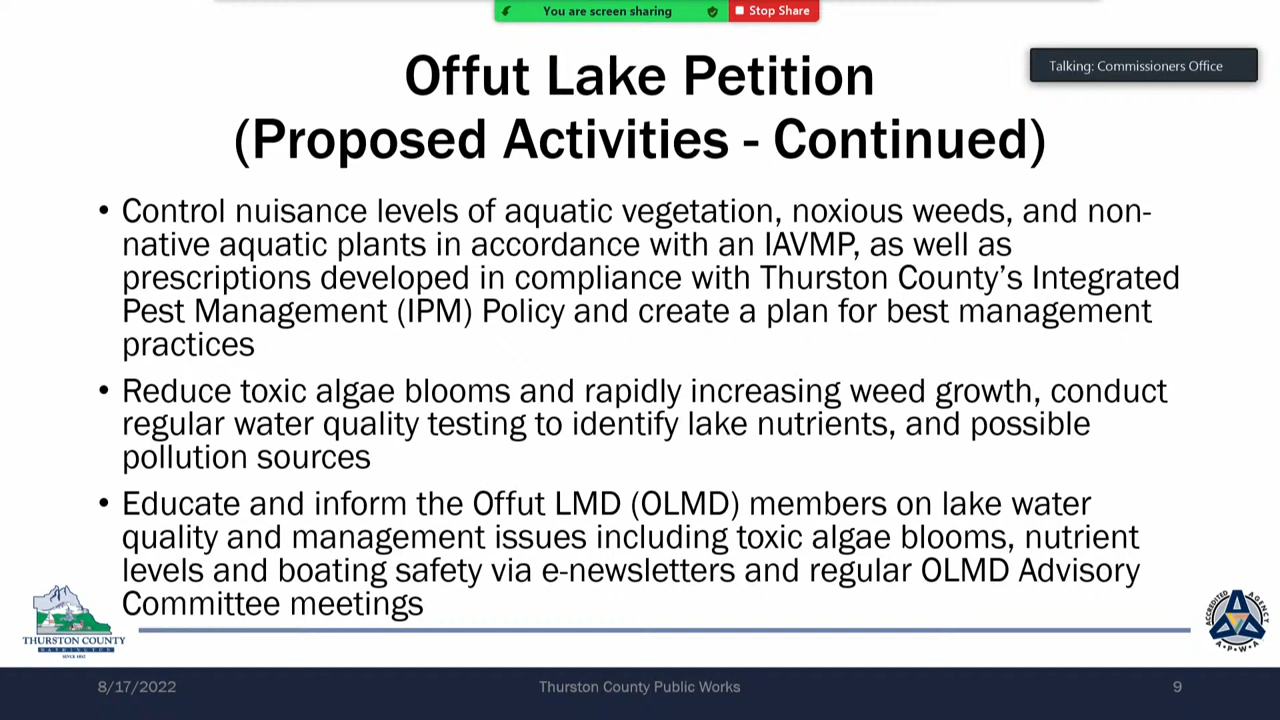 You are screen sharing
Stop Share
Talking: Commissioners Office
Offut Lake Petition
(Proposed Activities - Continued)
• Control nuisance levels of aquatic vegetation, noxious weeds, and non-
native aquatic plants in accordance with an IAVMP, as well as
prescriptions developed in compliance with Thurston County's Integrated
Pest Management (IPM) Policy and create a plan for best management
practices
• Reduce toxic algae blooms and rapidly increasing weed growth, conduct
regular water quality testing to identify lake nutrients, and possible
pollution sources
• Educate and inform the Offut LMD (OLMD) members on lake water
quality and management issues including toxic algae blooms, nutrient
levels and boating safety via e-newsletters and regular OLMD Advisory
Committee meetings
THURSTON COUNTY
WASHINGTON
SINCE 1852
ACCREDITED AGENCY
A•P•W•A
8/17/2022
Thurston County Public Works
9